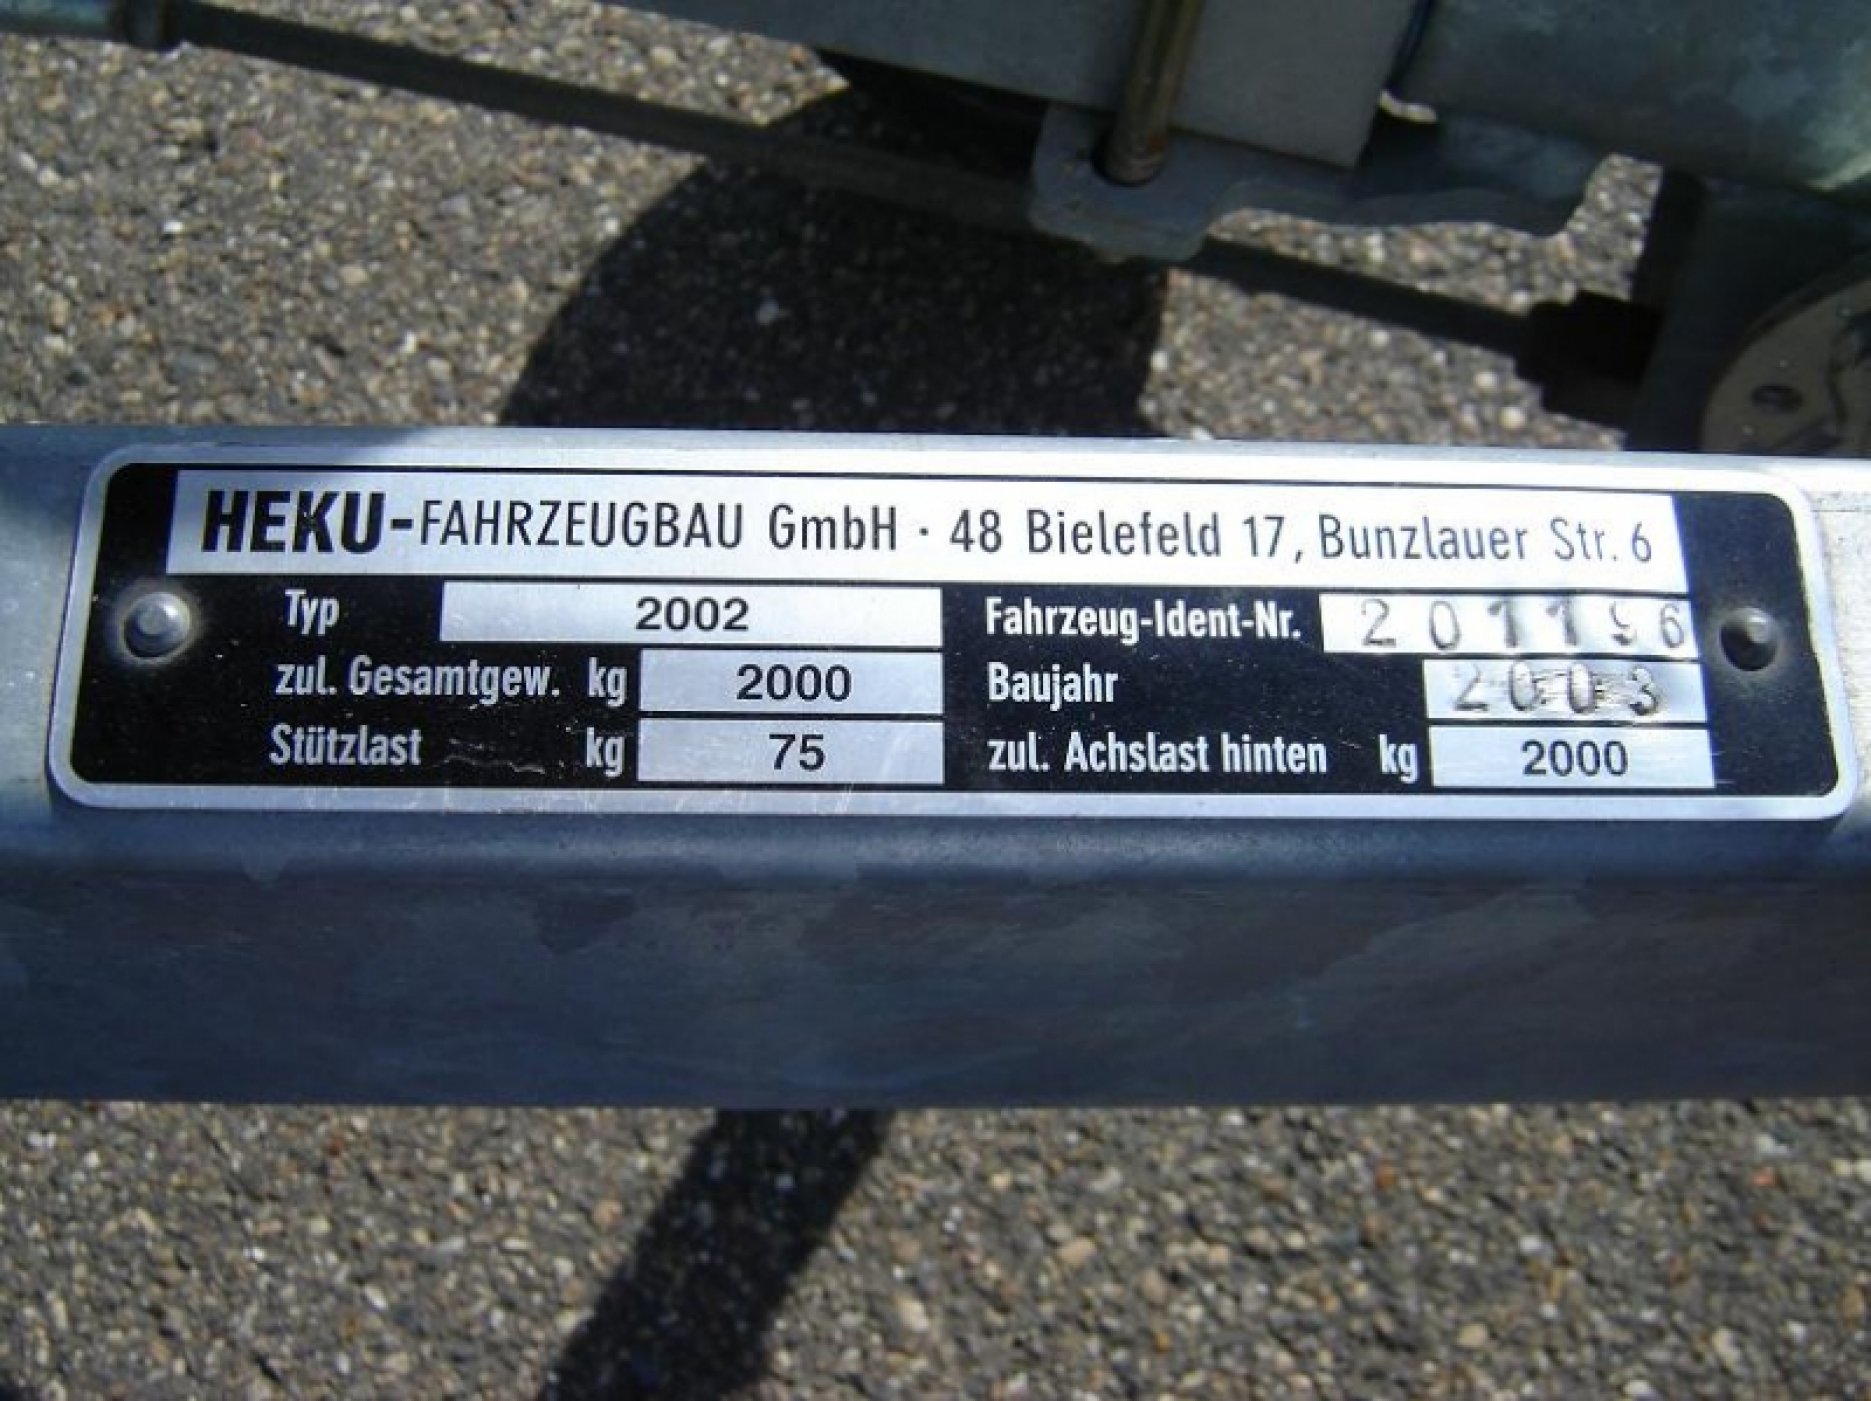 HEKU-FAHRZEUGBAU GmbH · 48 Bielefeld 17, Bunzlauer Str. 6
Typ 2002 Fahrzeug-Ident-Nr. 201196
zul. Gesamtgew. kg 2000 Baujahr 2003
Stützlast kg 75 zul. Achslast hinten kg 2000